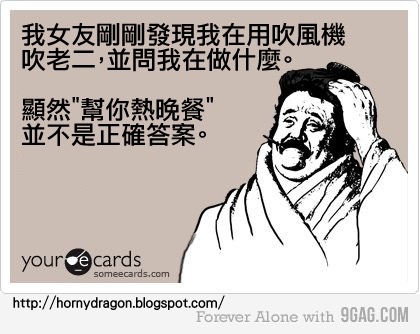 我女友剛剛發現我在用吹風機
吹老二,並問我在做什麼。
顯然"幫你熱晚餐"
並不是正確答案。
your e cards
someecards.com
http://hornydragon.blogspot.com/
Forever Alone with 9GAG.COM